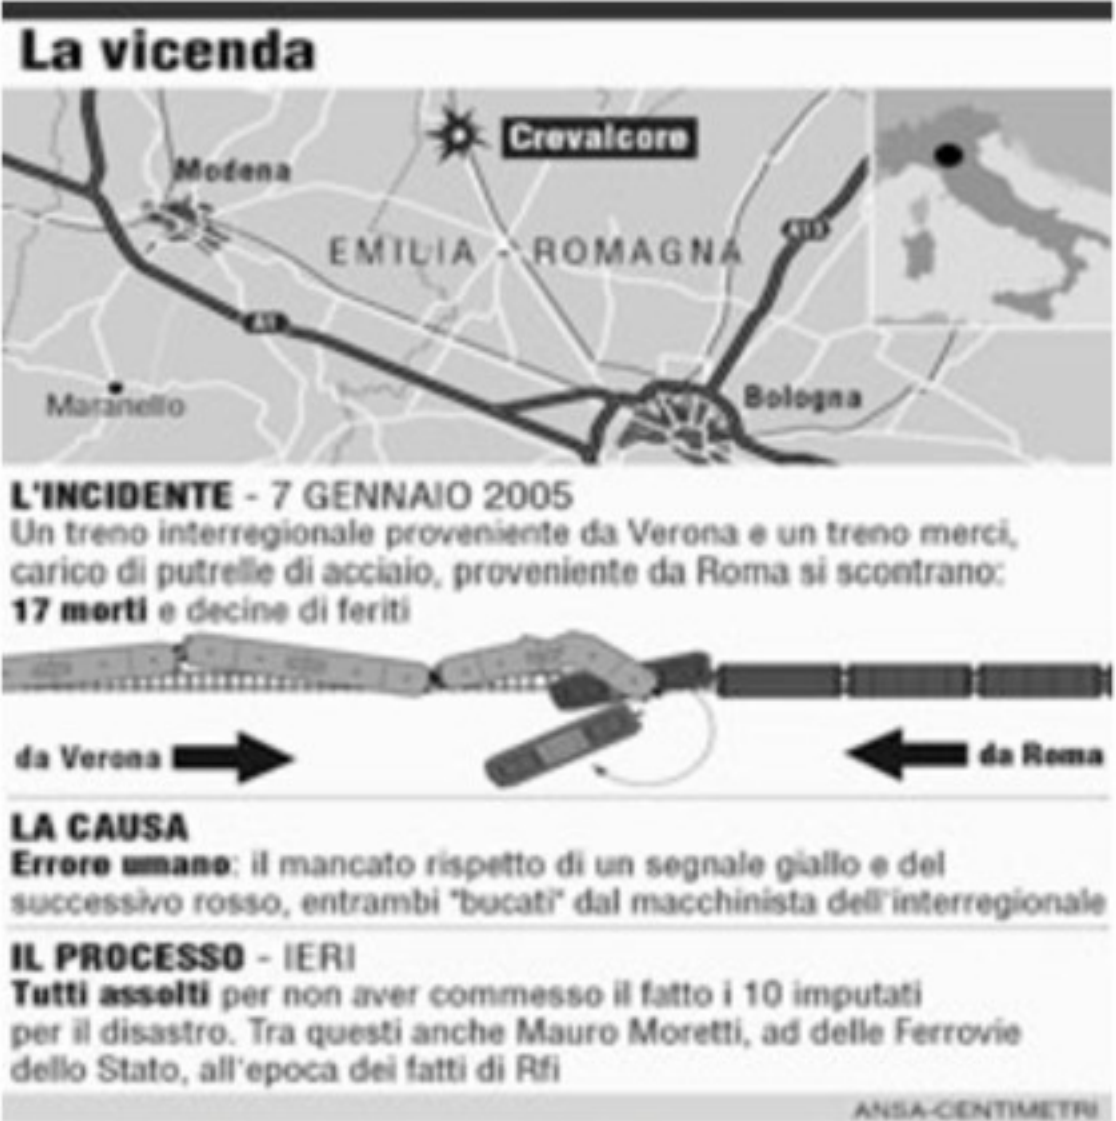 La vicenda
Crevalcore
Modena
EMILIA - ROMAGNA
A13
A1
Maranello
Bologna
L'INCIDENTE - 7 GENNAIO 2005
Un treno interregionale proveniente da Verona e un treno merci,
carico di putrelle di acciaio, proveniente da Roma si scontrano:
17 morti e decine di feriti
da Verona
da Roma
LA CAUSA
Errore umano: il mancato rispetto di un segnale giallo e del
successivo rosso, entrambi "bucati" dal macchinista dell'interregionale
IL PROCESSO - IERI
Tutti assolti per non aver commesso il fatto i 10 imputati
per il disastro. Tra questi anche Mauro Moretti, ad delle Ferrovie
dello Stato, all'epoca dei fatti di Rfi
ANSA-CENTIMETRI